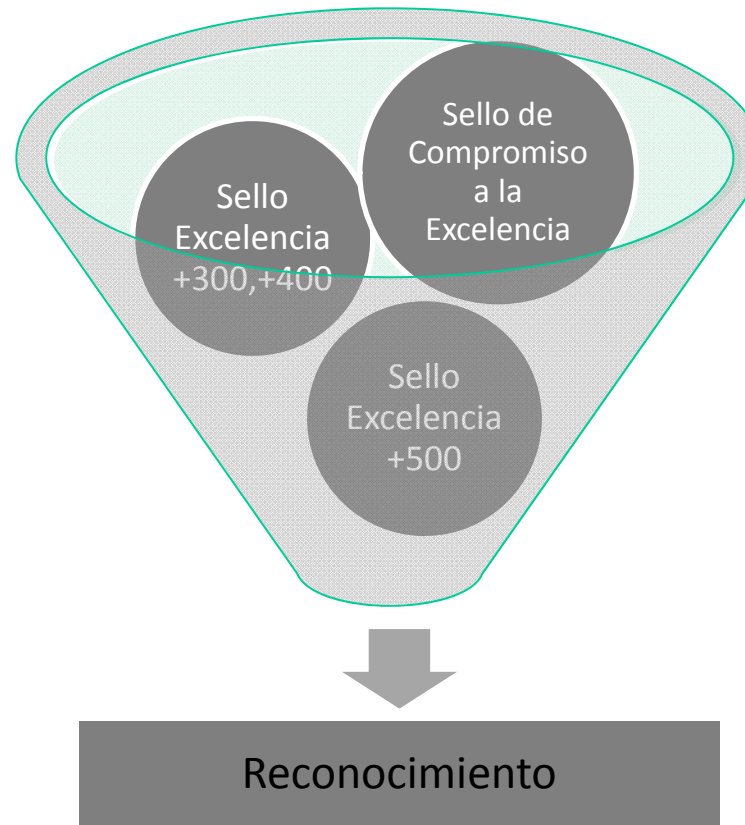 Sello de
Compromiso
a la
Excelencia
Sello
Excelencia
+300,+400
Sello
Excelencia
+500
Reconocimiento